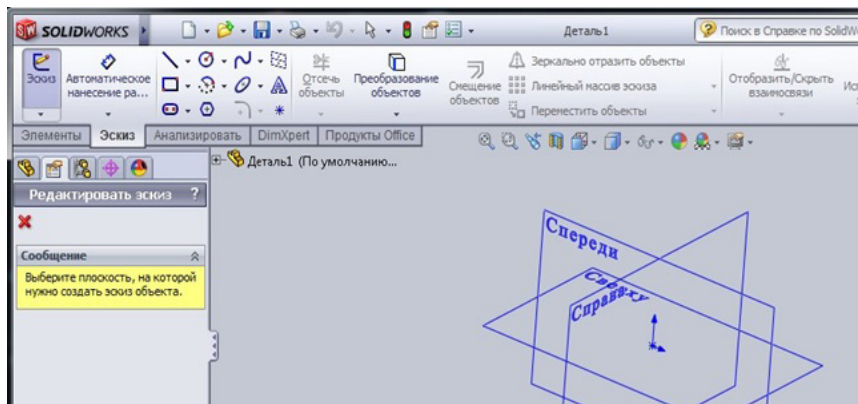 SOLIDWORKS
Деталь1
Поиск в Справке по SolidWo
Эскиз
Автоматическое нанесение ра...
Отсечь объекты
Преобразование объектов
Смещение объектов
Зеркально отразить объекты
Линейный массив эскиза
Переместить объекты
Отобразить/Скрыть взаимосвязи
Элементы
Эскиз
Анализировать
DimXpert
Продукты Office
Деталь1 (По умолчанию...
Редактировать эскиз ?
Сообщение
Выберите плоскость, на которой
нужно создать эскиз объекта.
Спереди
Сверху
Справа